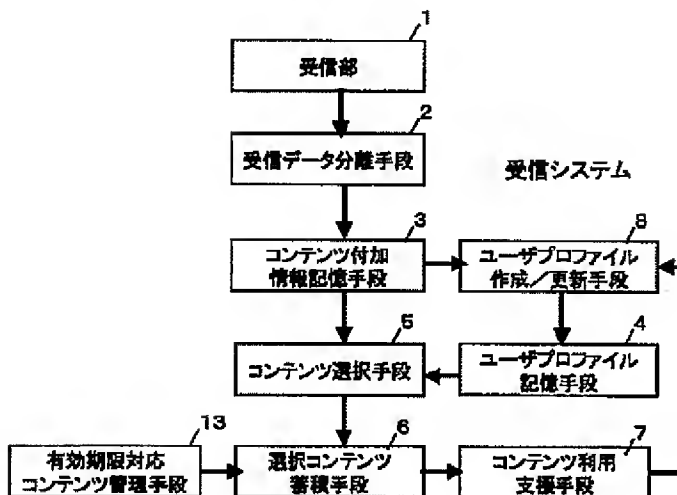 1
受信部
2
受信データ分離手段
受信システム
3
コンテンツ付加
情報記憶手段
8
ユーザプロファイル
作成／更新手段
5
コンテンツ選択手段
4
ユーザプロファイル
記憶手段
13
有効期限対応
コンテンツ管理手段
6
選択コンテンツ
蓄積手段
7
コンテンツ利用
支援手段